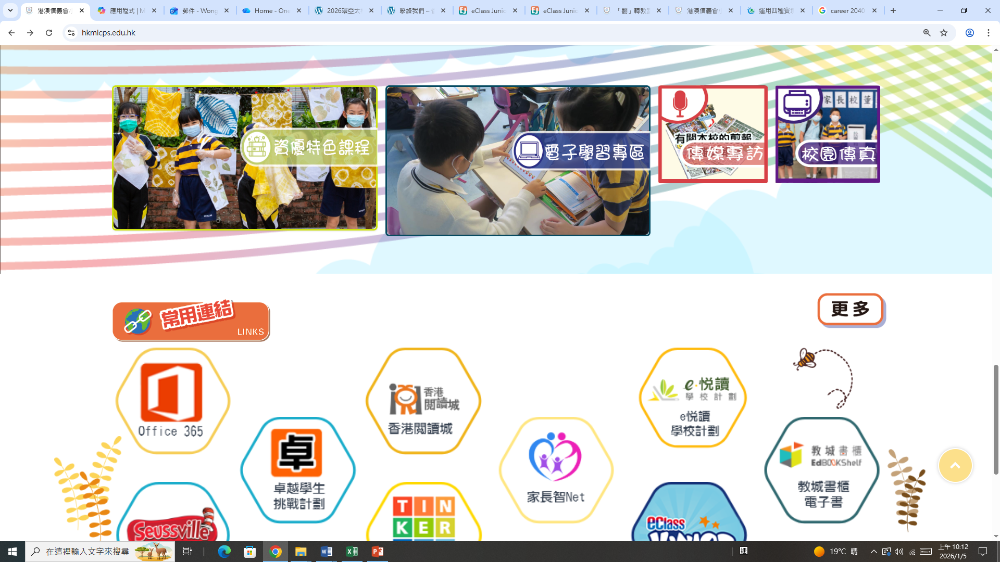 港澳信義會
應用程式 | M
郵件 - Wong
Home - One
2026環亞太
聯絡我們 –
eClass Junio
eClass Junio
「翻」轉教室
港澳信義會
運用四種資
career 2040
hkmlcps.edu.hk
資優特色課程
電子學習專區
有關本校的剪報
傳媒專訪
家長校董
校園傳真
常用連結
LINKS
更多
Office 365
卓
卓越學生
挑戰計劃
香港
閱讀城
香港閱讀城
家長智Net
e·悅讀
學校計劃
e悅讀
學校計劃
教城書櫃
EdBOOKShelf
教城書櫃
電子書
Seussville
TIN
KER
eClass
JUNIOR
在這裡輸入文字來搜尋
19°C 晴
上午 10:12
2026/1/5